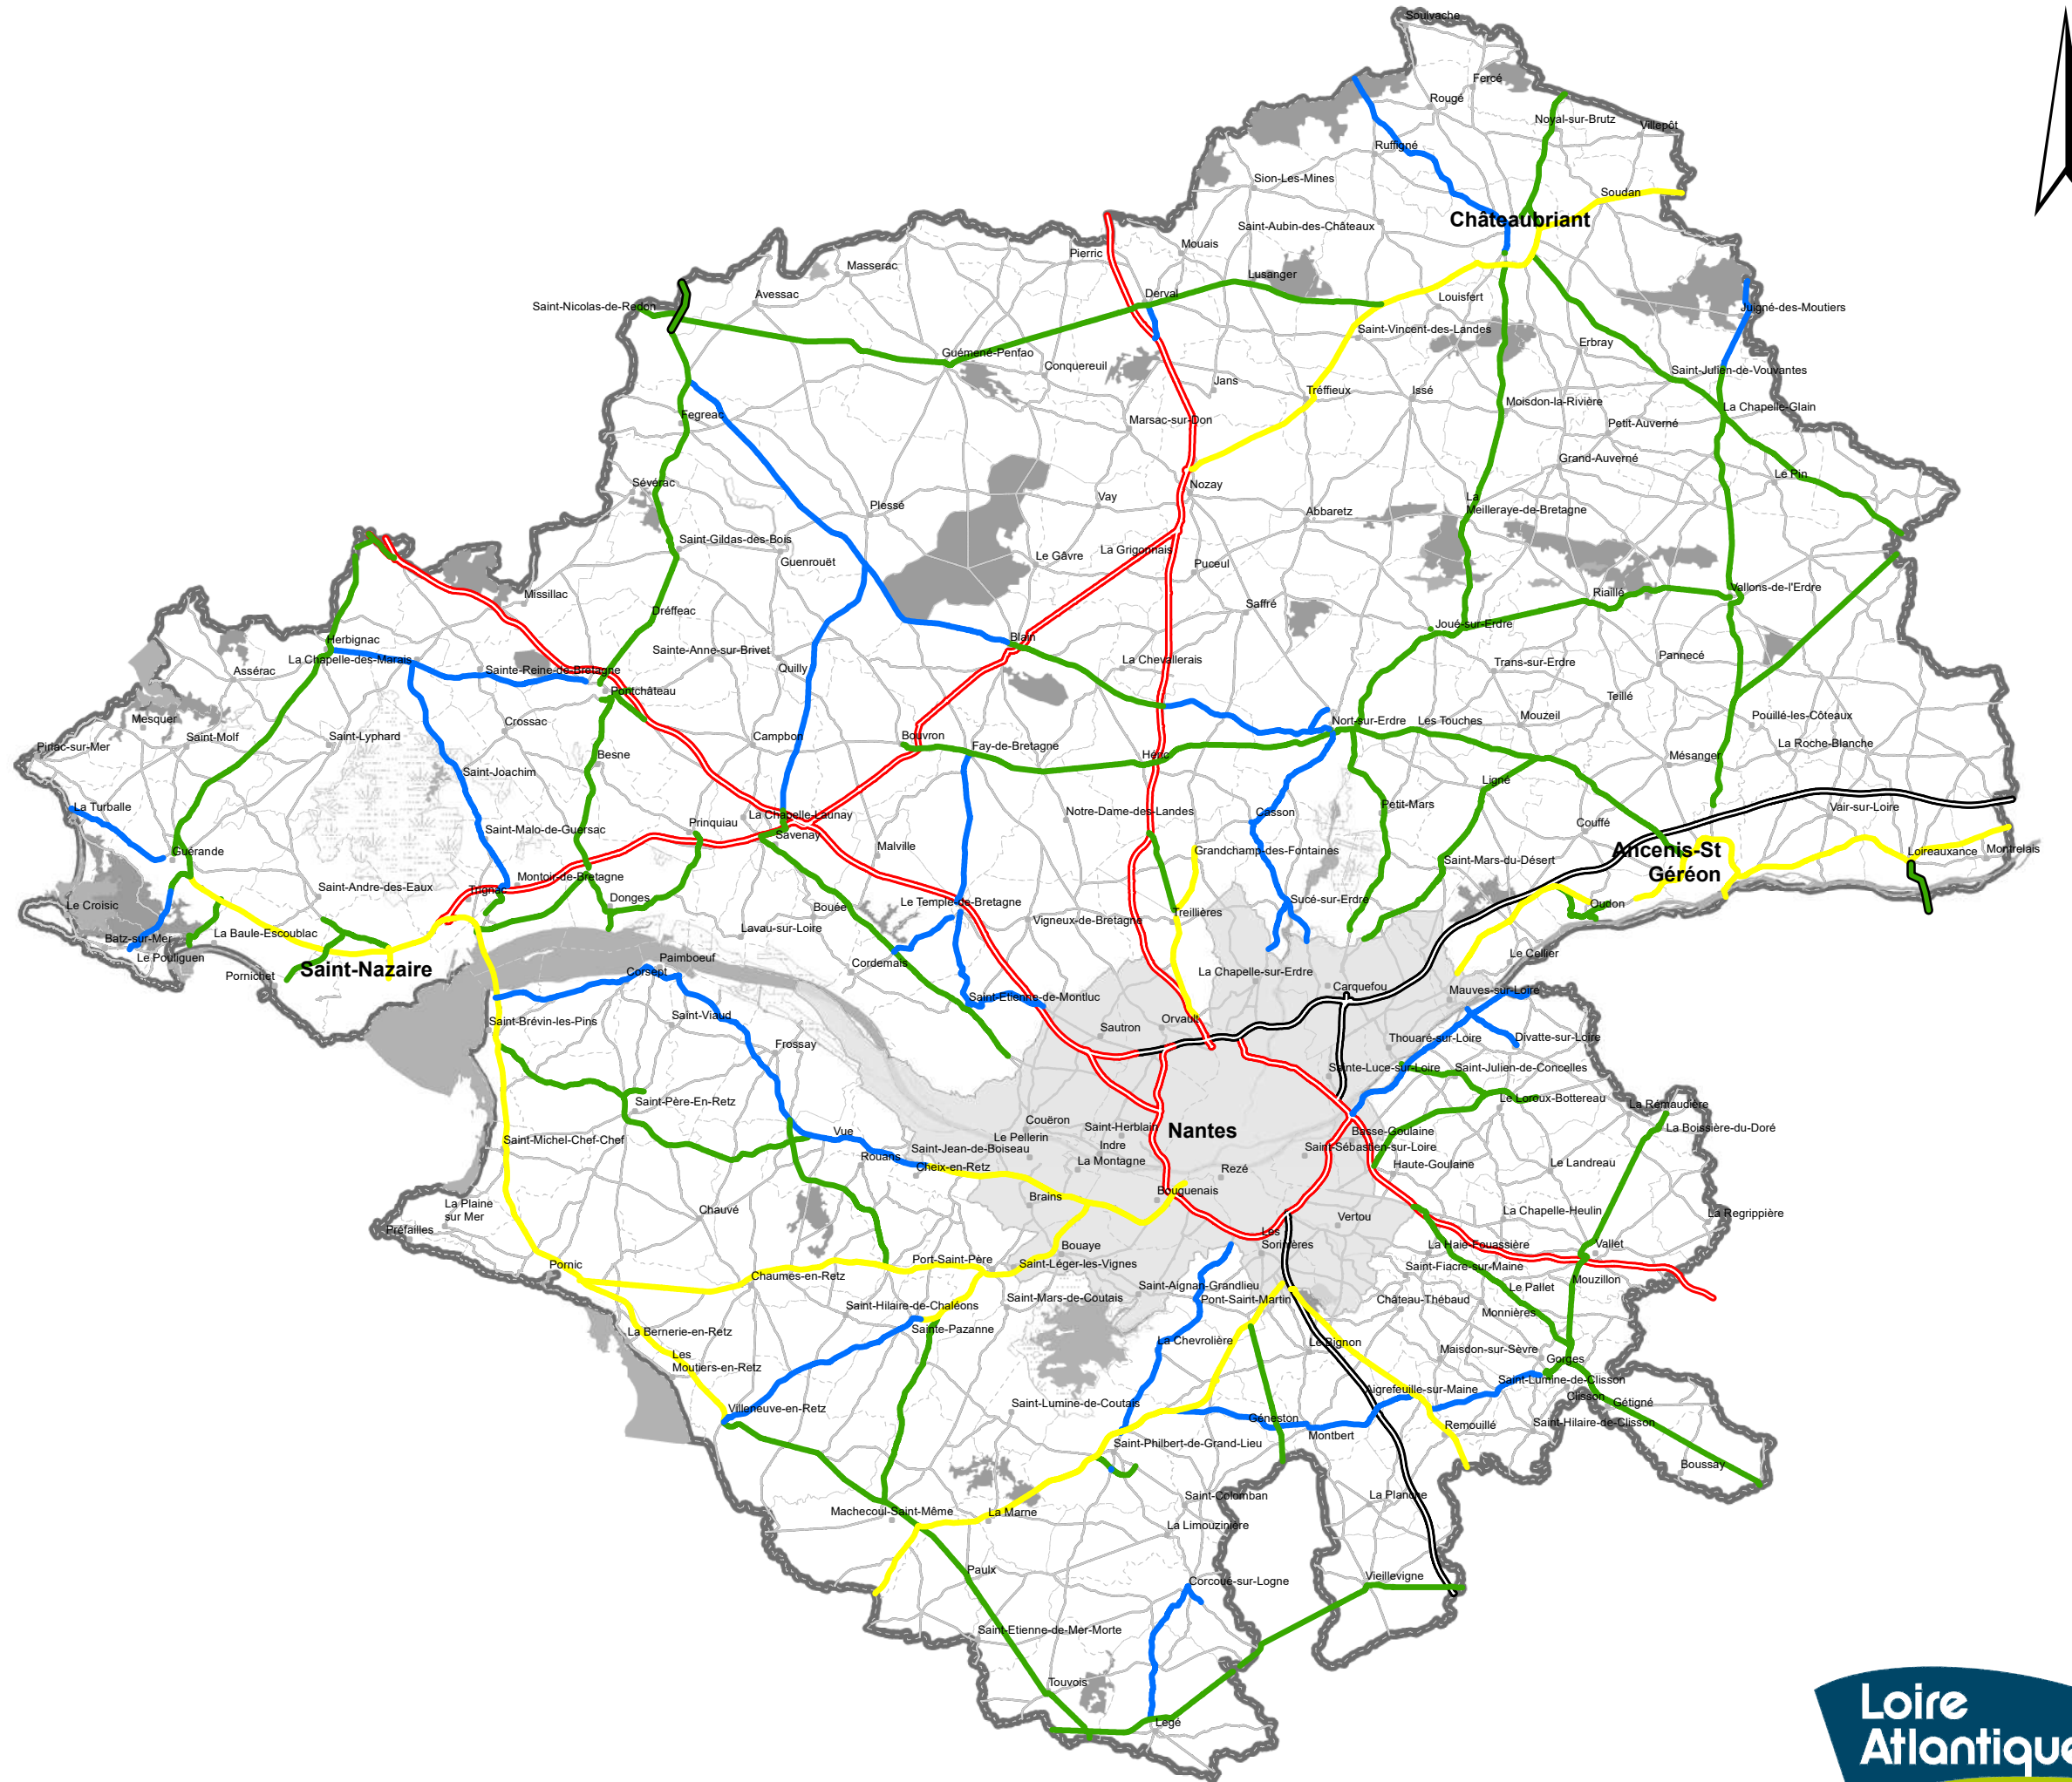 Soulvache
Fercé
Rougé
Noyal-sur-Brutz
Villepôt
Ruffigné
Sion-Les-Mines
Soudan
Châteaubriant
Saint-Aubin-des-Châteaux
Mouais
Pierric
Masserac
Lusanger
Avessac
Derval
Louisfert
Saint-Nicolas-de-Redon
Juigné-des-Moutiers
Saint-Vincent-des-Landes
Erbray
Guémené-Penfao
Conquereuil
Saint-Julien-de-Vouvantes
Jans
Tréffieux
Issé
Moisdon-la-Rivière
La Chapelle-Glain
Fegreac
Marsac-sur-Don
Petit-Auverné
Grand-Auverné
Le Pin
Sévérac
Nozay
Vay
La
Meilleraye-de-Bretagne
Plessé
Abbaretz
Saint-Gildas-des-Bois
La Grigonnais
Le Gâvre
Guenrouët
Puceul
Vallons-de-l'Erdre
Riaillé
Missillac
Saffré
Dréffeac
Joué-sur-Erdre
Herbignac
Blain
Sainte-Anne-sur-Brivet
Pannecé
La Chapelle-des-Marais
La Chevallerais
Trans-sur-Erdre
Assérac
Sainte-Reine-de-Bretagne
Quilly
Pontchâteau
Teillé
Mesquer
Crossac
Nort-sur-Erdre
Les Touches
Mouzeil
Pouillé-les-Côteaux
Saint-Molf
Saint-Lyphard
Campbon
Bouvron
Fay-de-Bretagne
La Roche-Blanche
Piriac-sur-Mer
Besne
Héric
Mésanger
Saint-Joachim
Ligné
La Turballe
Petit-Mars
Vair-sur-Loire
Notre-Dame-des-Landes
Casson
La Chapelle-Launay
Prinquiau
Couffé
Saint-Malo-de-Guersac
Savenay
Malville
Guérande
Grandchamp-des-Fontaines
Ancenis-St
Géréon
Loireauxance
Montrelais
Saint-Mars-du-Désert
Montoir-de-Bretagne
Saint-Andre-des-Eaux
Trignac
Donges
Sucé-sur-Erdre
Le Croisic
Bouée
Le Temple-de-Bretagne
Oudon
Treillières
Vigneux-de-Bretagne
Lavau-sur-Loire
La Baule-Escoublac
Batz-sur-Mer
Le Pouliguen
Le Cellier
Paimboeuf
Saint-Nazaire
Cordemais
Corsept
La Chapelle-sur-Erdre
Pornichet
Carquefou
Mauves-sur-Loire
Saint-Etienne-de-Montluc
Saint-Viaud
Saint-Brévin-les-Pins
Orvault
Sautron
Thouaré-sur-Loire
Divatte-sur-Loire
Frossay
Sainte-Luce-sur-Loire
Saint-Julien-de-Concelles
Le Loroux-Bottereau
Saint-Père-En-Retz
La Rémaudière
Couëron
Saint-Herblain
Nantes
Basse-Goulaine
La Boissière-du-Doré
Vue
Le Pellerin
Saint-Michel-Chef-Chef
Indre
Saint-Sébastien-sur-Loire
Saint-Jean-de-Boiseau
Rouans
La Montagne
Haute-Goulaine
Le Landreau
Cheix-en-Retz
Rezé
Bouguenais
Brains
La Plaine
sur Mer
Chauvé
La Chapelle-Heulin
La Regrippière
Vertou
Préfailles
Les
Sorinières
Bouaye
La Haie-Fouassière
Vallet
Port-Saint-Père
Pornic
Saint-Léger-les-Vignes
Saint-Fiacre-sur-Maine
Chaumes-en-Retz
Mouzillon
Saint-Aignan-Grandlieu
Le Pallet
Saint-Mars-de-Coutais
Pont-Saint-Martin
Château-Thébaud
Saint-Hilaire-de-Chaléons
Monnières
Sainte-Pazanne
La Bernerie-en-Retz
La Chevrolière
Le Bignon
Maisdon-sur-Sèvre
Les
Moutiers-en-Retz
Gorges
Saint-Lumine-de-Clisson
Aigrefeuille-sur-Maine
Clisson
Gétigné
Saint-Lumine-de-Coutais
Villeneuve-en-Retz
Géneston
Remouillé
Saint-Hilaire-de-Clisson
Montbert
Saint-Philbert-de-Grand-Lieu
Boussay
Saint-Colomban
La Planche
Machecoul-Saint-Même
La Marne
La Limouzinière
Paulx
Vieillevigne
Corcoué-sur-Logne
Saint-Etienne-de-Mer-Morte
Touvois
Legé
Loire
Atlantique